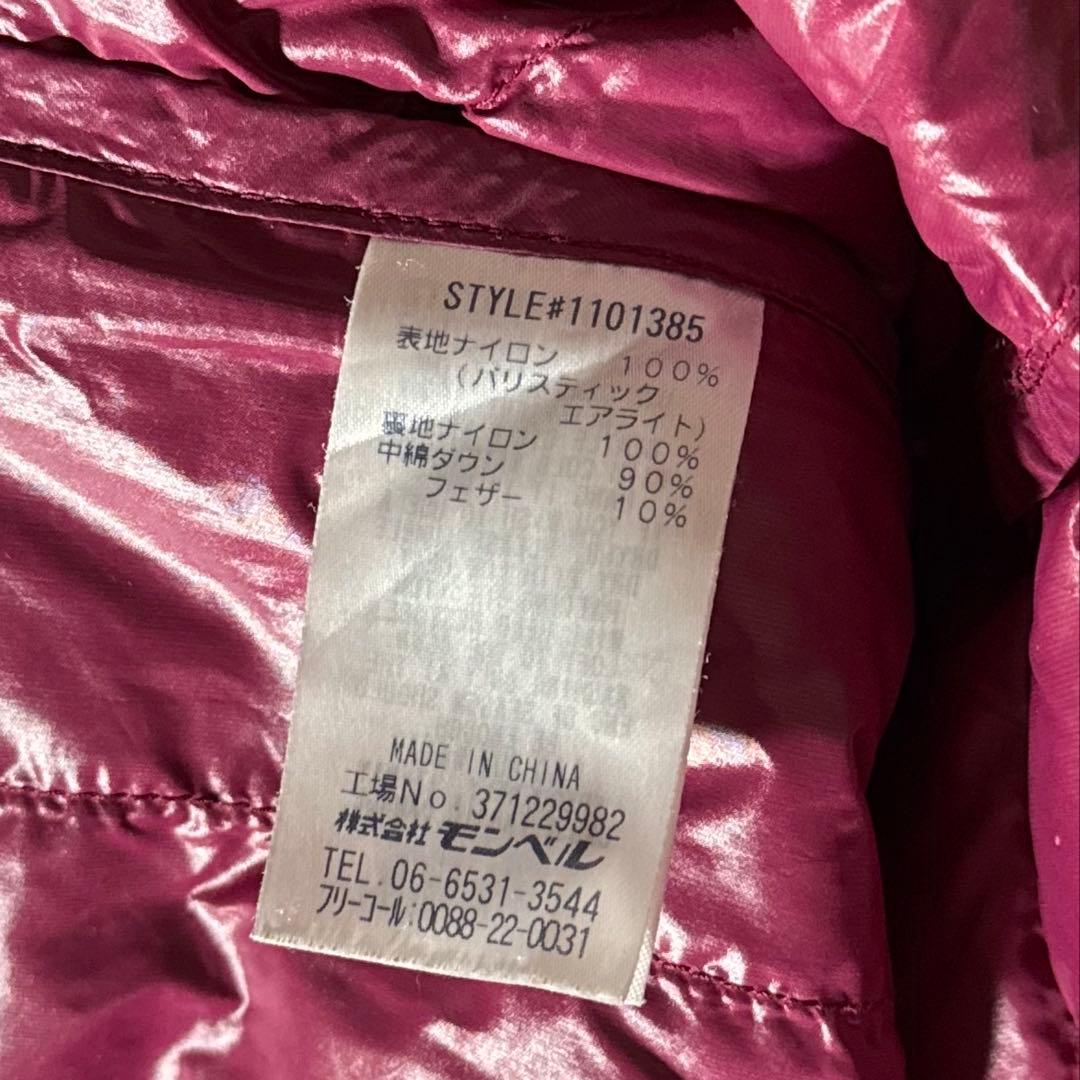 STYLE#1101385
表地ナイロン 100%
(バリスティック
エアライト)
裏地ナイロン 100%
中綿ダウン 90%
フェザー 10%
MADE IN CHINA
工場No. 371229982
株式会社 モンベル
TEL.06-6531-3544
フリーコール:0088-22-0031